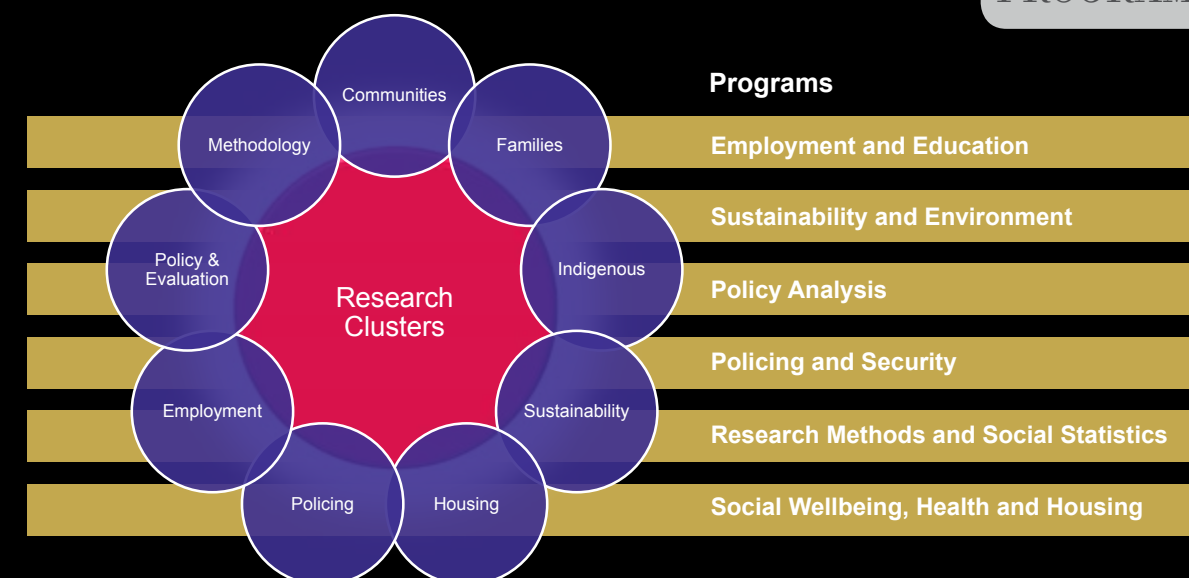 Programs
Communities
Methodology
Families
Employment and Education
Sustainability and Environment
Policy &
Evaluation
Indigenous
Policy Analysis
Research
Clusters
Policing and Security
Employment
Sustainability
Research Methods and Social Statistics
Policing
Housing
Social Wellbeing, Health and Housing